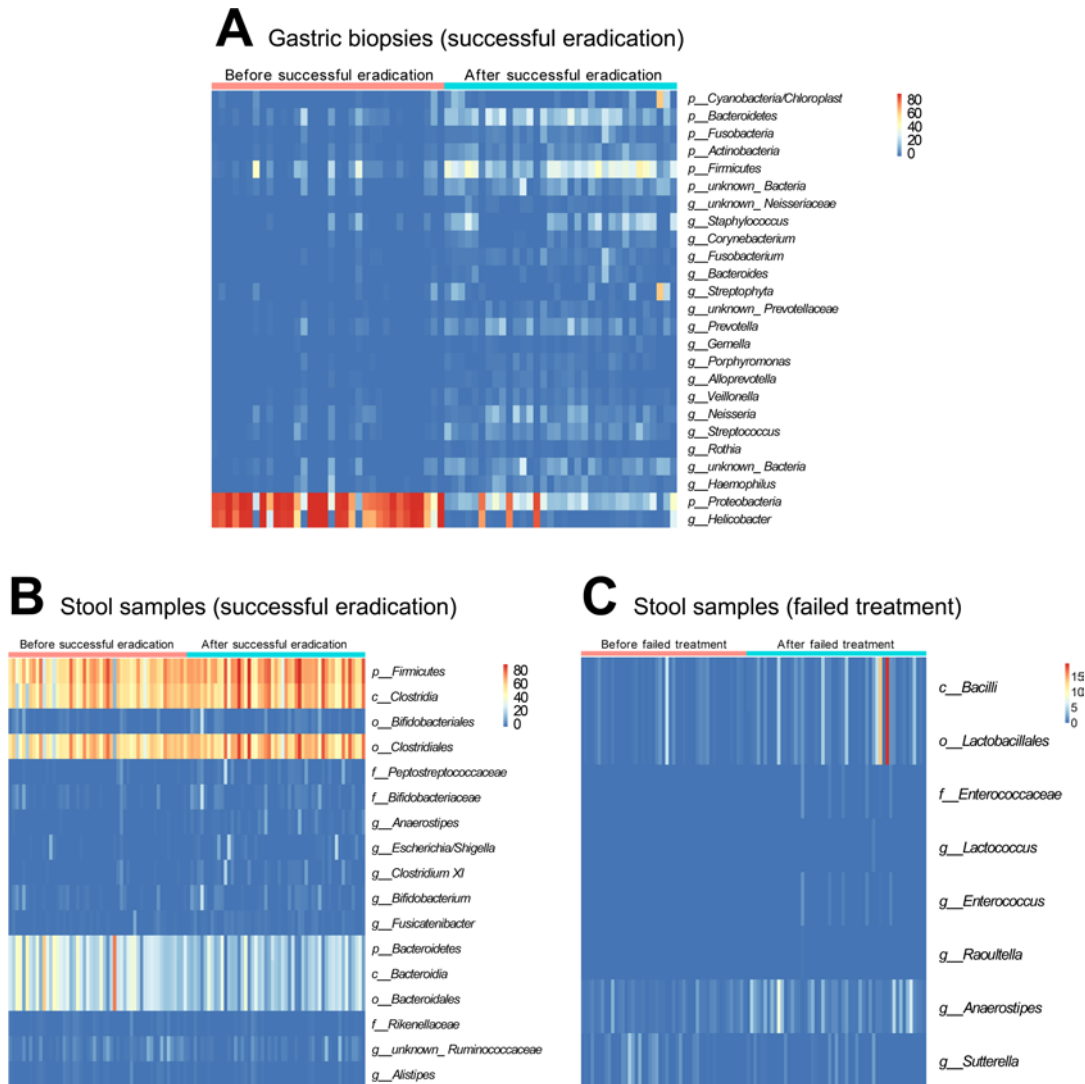 A Gastric biopsies (successful eradication)
Before successful eradication After successful eradication
p__Cyanobacteria/Chloroplast
p__Bacteroidetes
p__Fusobacteria
p__Actinobacteria
p__Firmicutes
p__unknown_ Bacteria
g__unknown_ Neisseriaceae
g__Staphylococcus
g__Corynebacterium
g__Fusobacterium
g__Bacteroides
g__Streptophyta
g__unknown_ Prevotellaceae
g__Prevotella
g__Gemella
g__Porphyromonas
g__Alloprevotella
g__Veillonella
g__Neisseria
g__Streptococcus
g__Rothia
g__unknown_ Bacteria
g__Haemophilus
p__Proteobacteria
g__Helicobacter
80
60
40
20
0
B Stool samples (successful eradication)
Before successful eradication After successful eradication
p__Firmicutes
c__Clostridia
o__Bifidobacteriales
o__Clostridiales
f__Peptostreptococcaceae
f__Bifidobacteriaceae
g__Anaerostipes
g__Escherichia/Shigella
g__Clostridium XI
g__Bifidobacterium
g__Fusicatenibacter
p__Bacteroidetes
c__Bacteroidia
o__Bacteroidales
f__Rikenellaceae
g__unknown_ Ruminococcaceae
g__Alistipes
80
60
40
20
0
C Stool samples (failed treatment)
Before failed treatment After failed treatment
c__Bacilli
o__Lactobacillales
f__Enterococcaceae
g__Lactococcus
g__Enterococcus
g__Raoultella
g__Anaerostipes
g__Sutterella
15
10
5
0